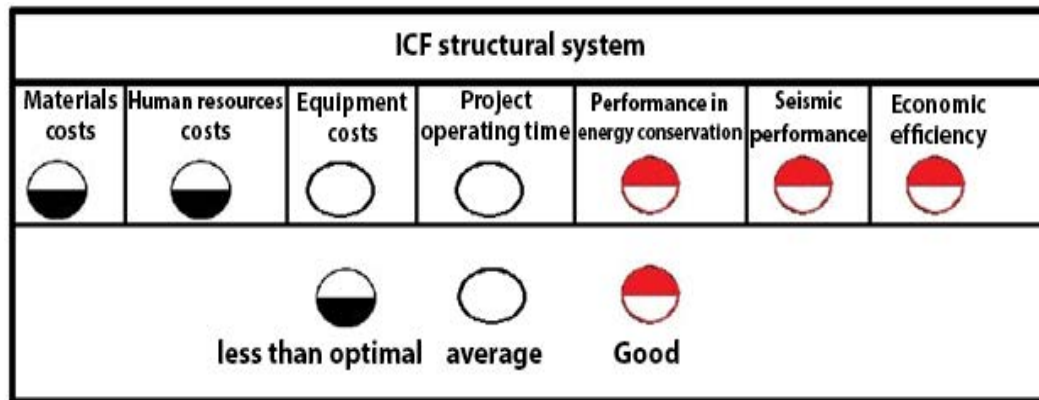 ICF structural system
Materials
costs
Human resources
costs
Equipment
costs
Project
operating time
Performance in
energy conservation
Seismic
performance
Economic
efficiency
less than optimal
average
Good